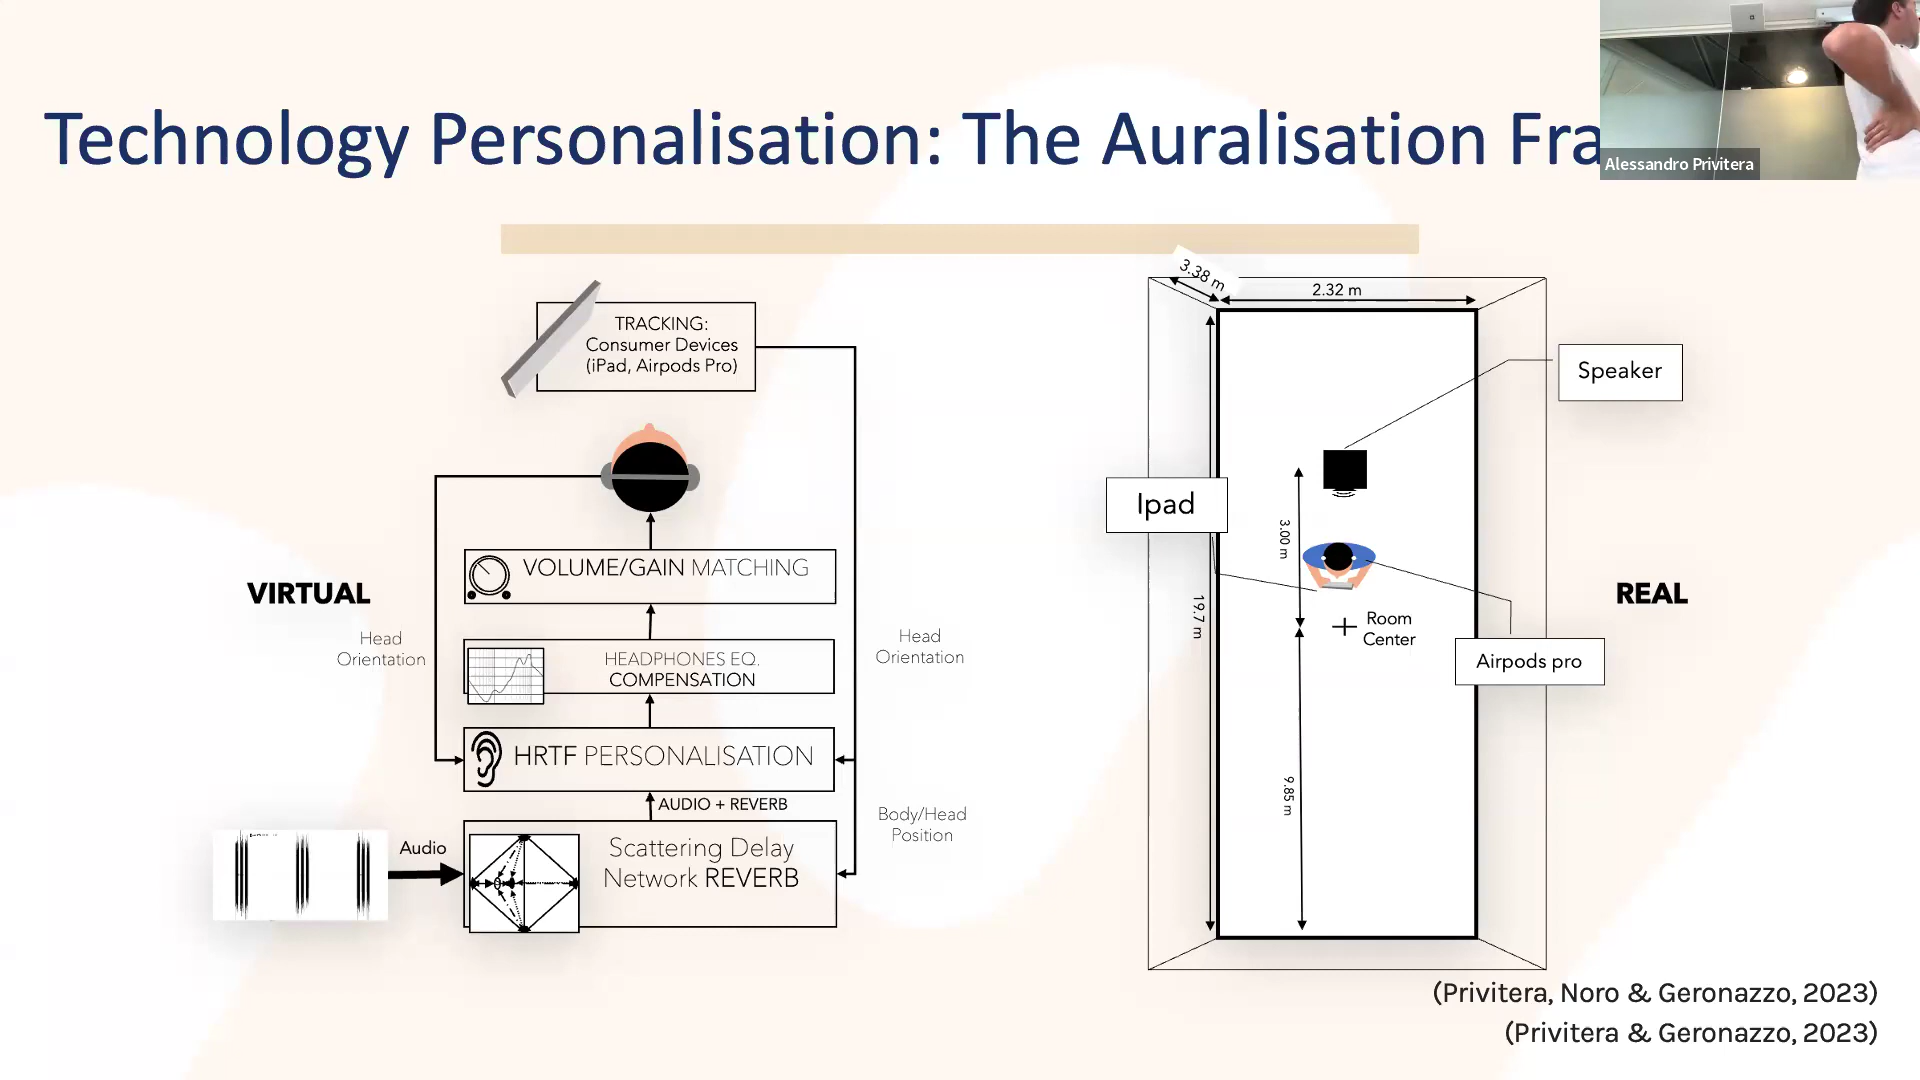 Technology Personalisation: The Auralisation Fra
Alessandro Privitera
TRACKING:
Consumer Devices
(iPad, Airpods Pro)
VOLUME/GAIN MATCHING
VIRTUAL
Head
Orientation
HEADPHONES EQ.
COMPENSATION
Head
Orientation
HRTF PERSONALISATION
AUDIO + REVERB
Body/Head
Position
Audio
Scattering Delay
Network REVERB
3.38 m
2.32 m
Speaker
Ipad
3.00 m
REAL
19.7 m
Room
Center
Airpods pro
9.85 m
(Privitera, Noro & Geronazzo, 2023)
(Privitera & Geronazzo, 2023)